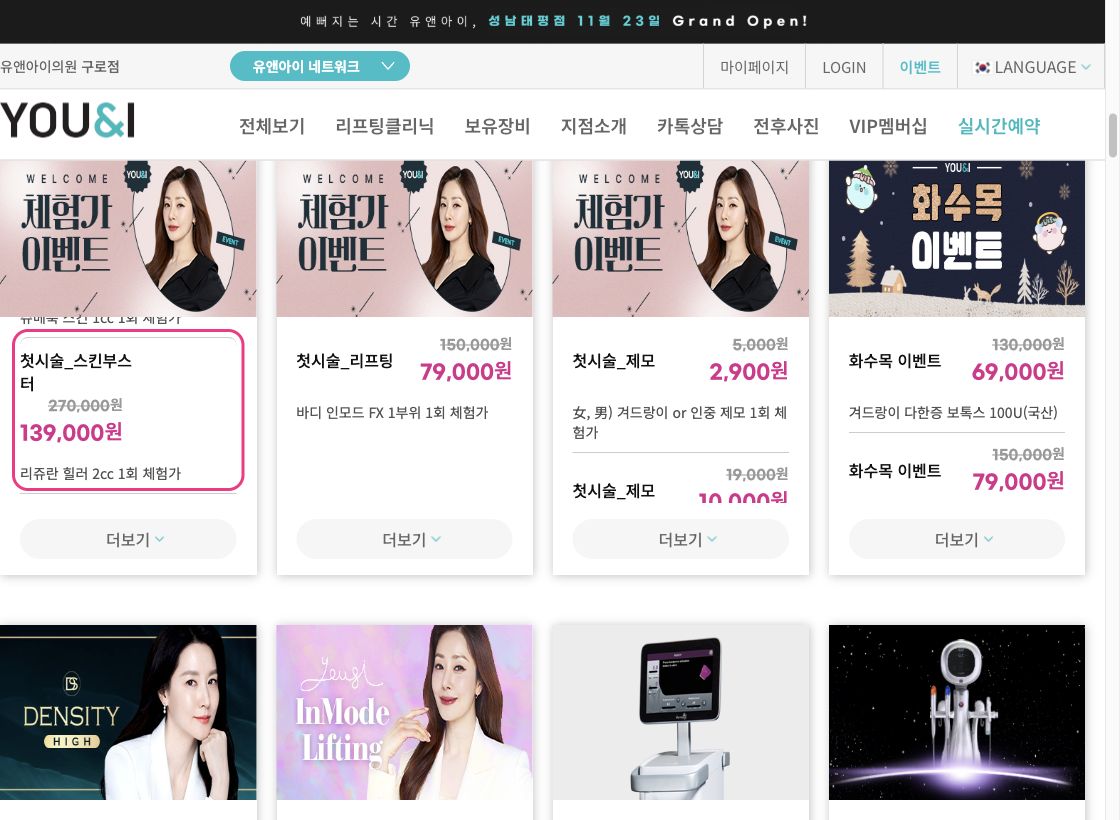 예뻐지는 시간 유앤아이, 성남태평점 11월 23일 Grand Open!
유앤아이의원 구로점
유앤아이 네트워크
마이페이지
LOGIN
이벤트
LANGUAGE
YOU&I
전체보기
리프팅클리닉
보유장비
지점소개
카톡상담
전후사진
VIP멤버십
실시간예약
WELCOME
YOU&I
체험가
이벤트
EVENT
WELCOME
YOU&I
체험가
이벤트
EVENT
WELCOME
YOU&I
체험가
이벤트
EVENT
YOU&I
화수목
이벤트
1cc 1회 체험가
첫시술_스킨부스
터
270,000원
139,000원
리쥬란 힐러 2cc 1회 체험가
더보기
첫시술_리프팅
150,000원
79,000원
바디 인모드 FX 1부위 1회 체험가
더보기
첫시술_제모
5,000원
2,900원
女, 男) 겨드랑이 or 인중 제모 1회 체
험가
첫시술_제모
19,000원
10,000원
더보기
화수목 이벤트
130,000원
69,000원
겨드랑이 다한증 보톡스 100U(국산)
화수목 이벤트
150,000원
79,000원
더보기
DENSITY
HIGH
InMode
Lifting